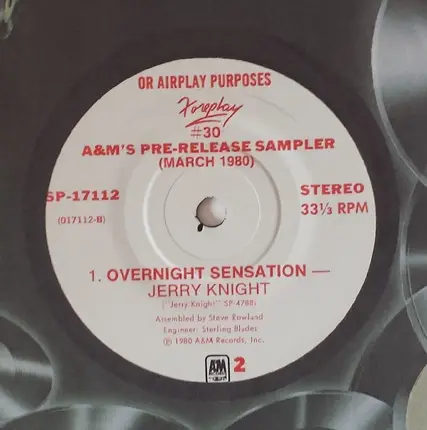 OR AIRPLAY PURPOSES
Foreplay
#30
A&M'S PRE-RELEASE SAMPLER
(MARCH 1980)
SP-17112
STEREO
(017112-B)
33⅓ RPM
1. OVERNIGHT SENSATION —
JERRY KNIGHT
("Jerry Knight" SP-4788)
Assembled by Steve Rowland
Engineer: Sterling Blades
℗ 1980 A&M Records, Inc.
A&M
RECORDS
2